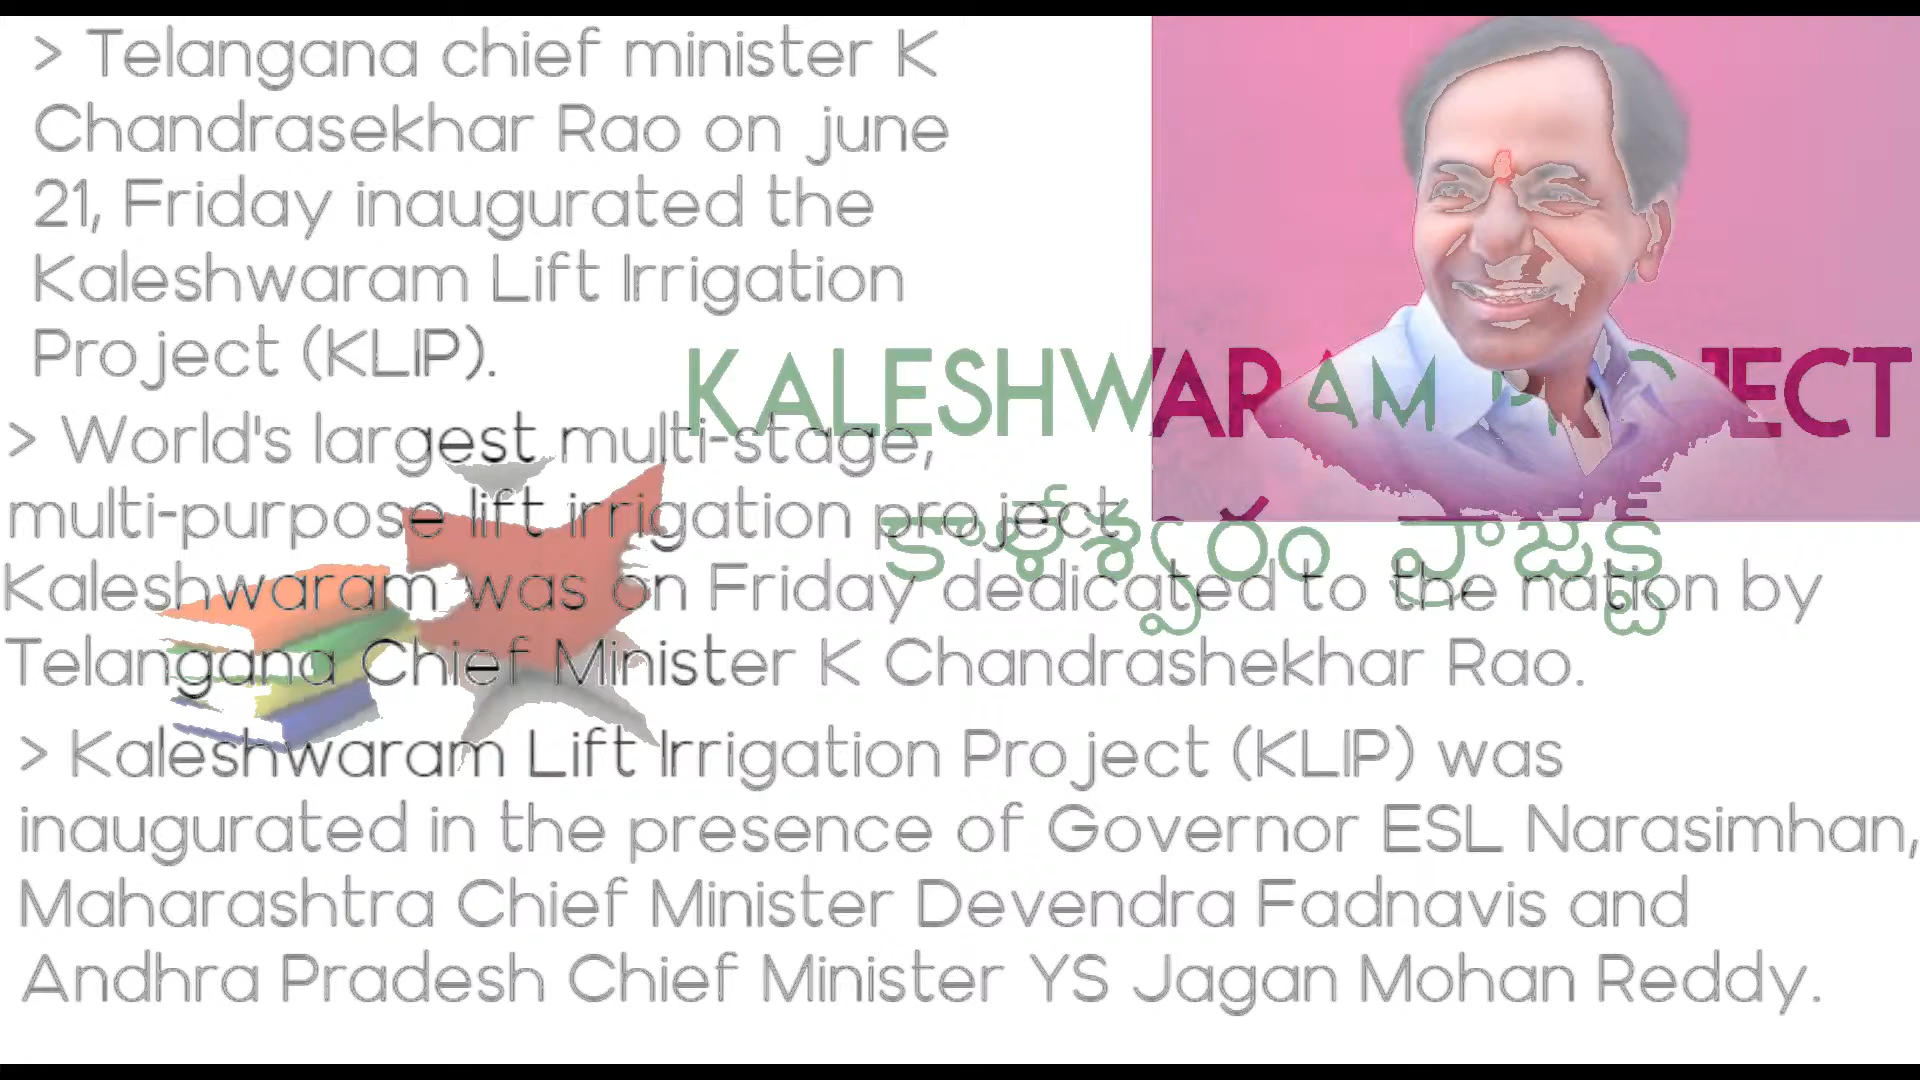 > Telangana chief minister K
Chandrasekhar Rao on june
21, Friday inaugurated the
Kaleshwaram Lift Irrigation
Project (KLIP).
KALESHWARAM PROJECT
> World's largest multi-stage,
multi-purpose lift irrigation project
కాళేశ్వరం ప్రాజెక్ట్
Kaleshwaram was on Friday dedicated to the nation by
Telangana Chief Minister K Chandrashekhar Rao.
> Kaleshwaram Lift Irrigation Project (KLIP) was
inaugurated in the presence of Governor ESL Narasimhan,
Maharashtra Chief Minister Devendra Fadnavis and
Andhra Pradesh Chief Minister YS Jagan Mohan Reddy.